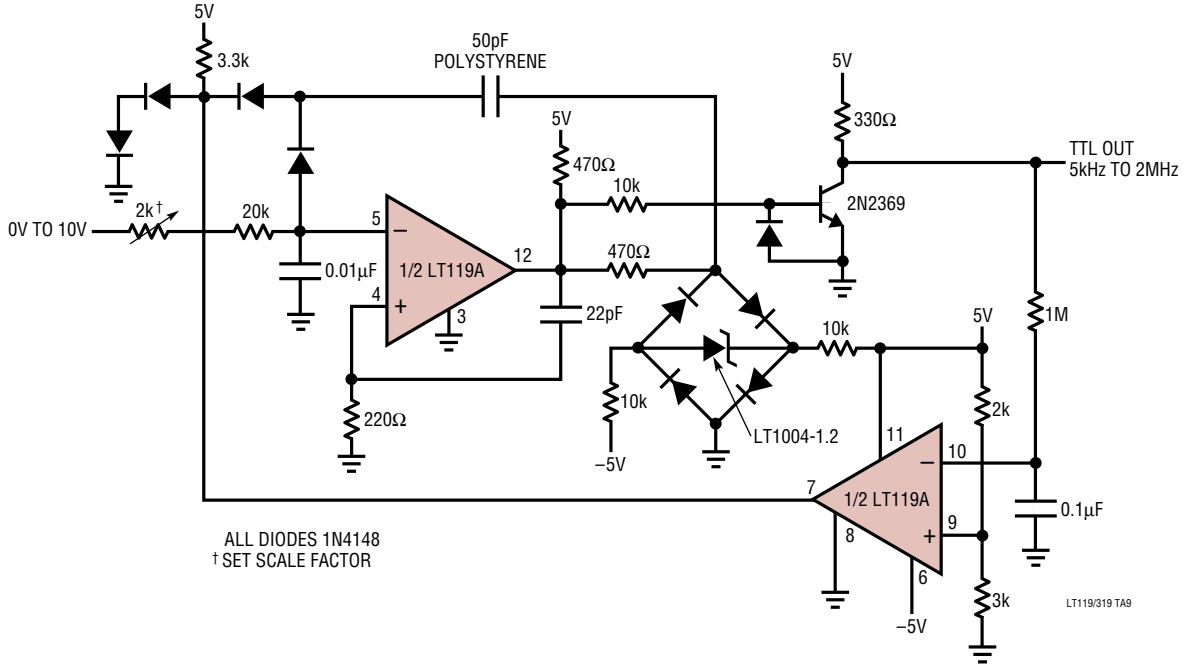 5V
3.3k
50pF
POLYSTYRENE
5V
470Ω
10k
5V
330Ω
TTL OUT
5kHz TO 2MHz
2N2369
0V TO 10V
2k†
20k
0.01µF
5
4
3
12
1/2 LT119A
470Ω
22pF
220Ω
10k
–5V
LT1004-1.2
10k
5V
1M
2k
11
10
9
7
8
6
1/2 LT119A
–5V
0.1µF
3k
ALL DIODES 1N4148
† SET SCALE FACTOR
LT119/319 TA9